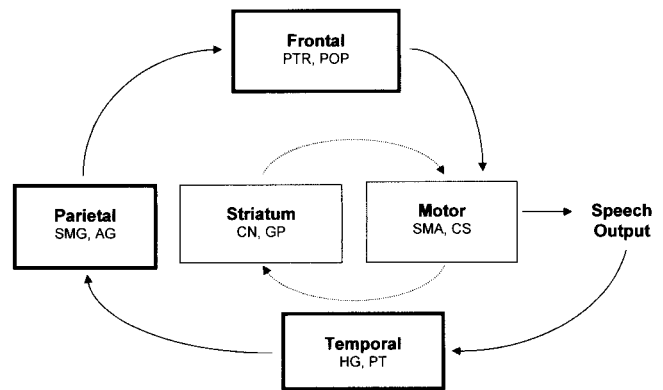 Frontal
PTR, POP
Parietal
SMG, AG
Striatum
CN, GP
Motor
SMA, CS
Speech
Output
Temporal
HG, PT